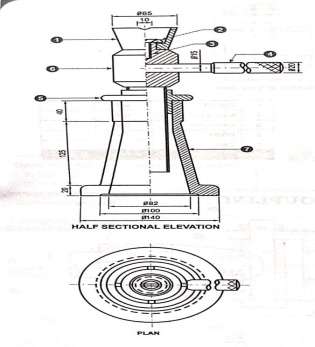 Ø65
10
1
2
3
Ø15
4
Ø20
6
5
40
125
7
20
Ø82
Ø100
Ø140
HALF SECTIONAL ELEVATION
PLAN